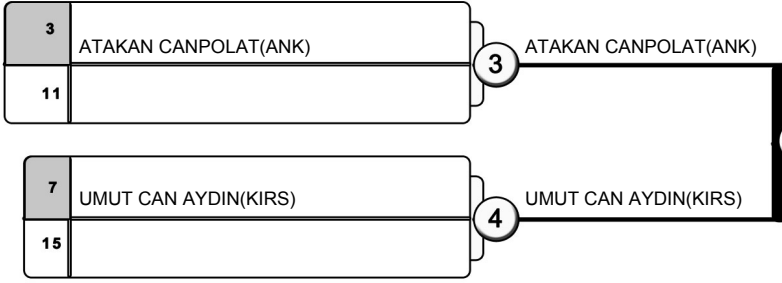 3 ATAKAN CANPOLAT(ANK)
3 ATAKAN CANPOLAT(ANK)
11
7 UMUT CAN AYDIN(KIRS)
4 UMUT CAN AYDIN(KIRS)
15